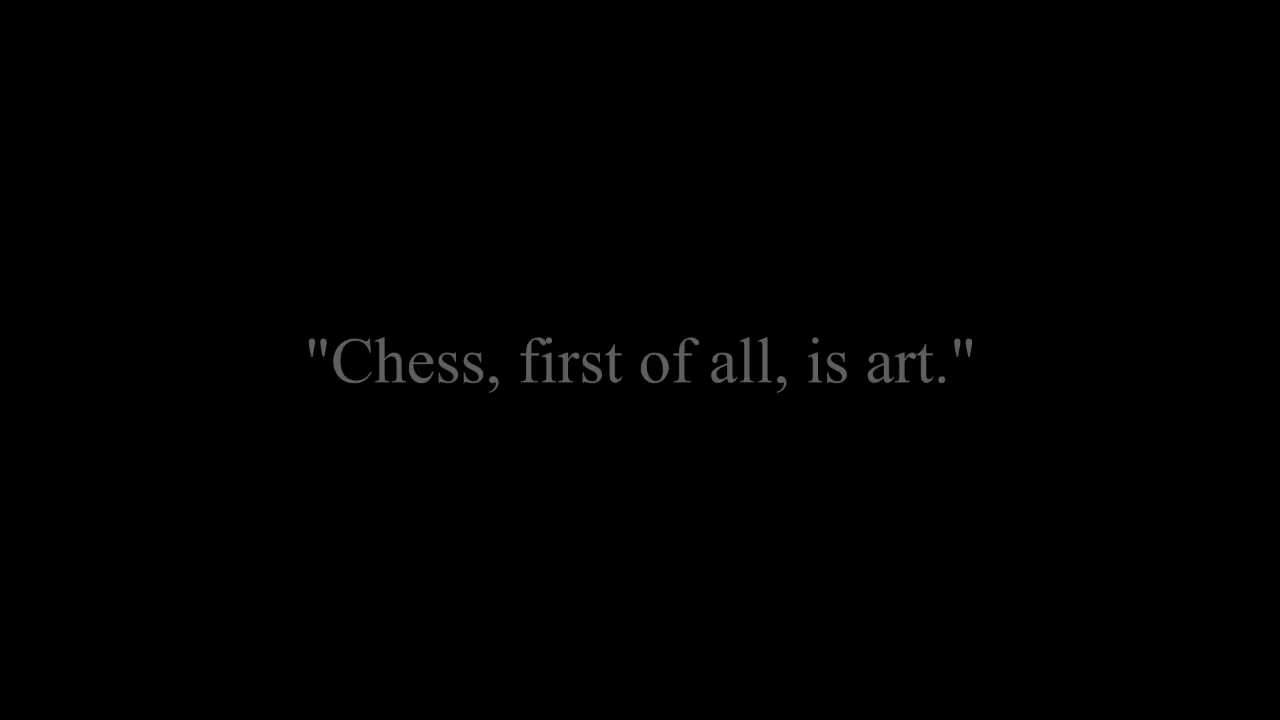 "Chess, first of all, is art."